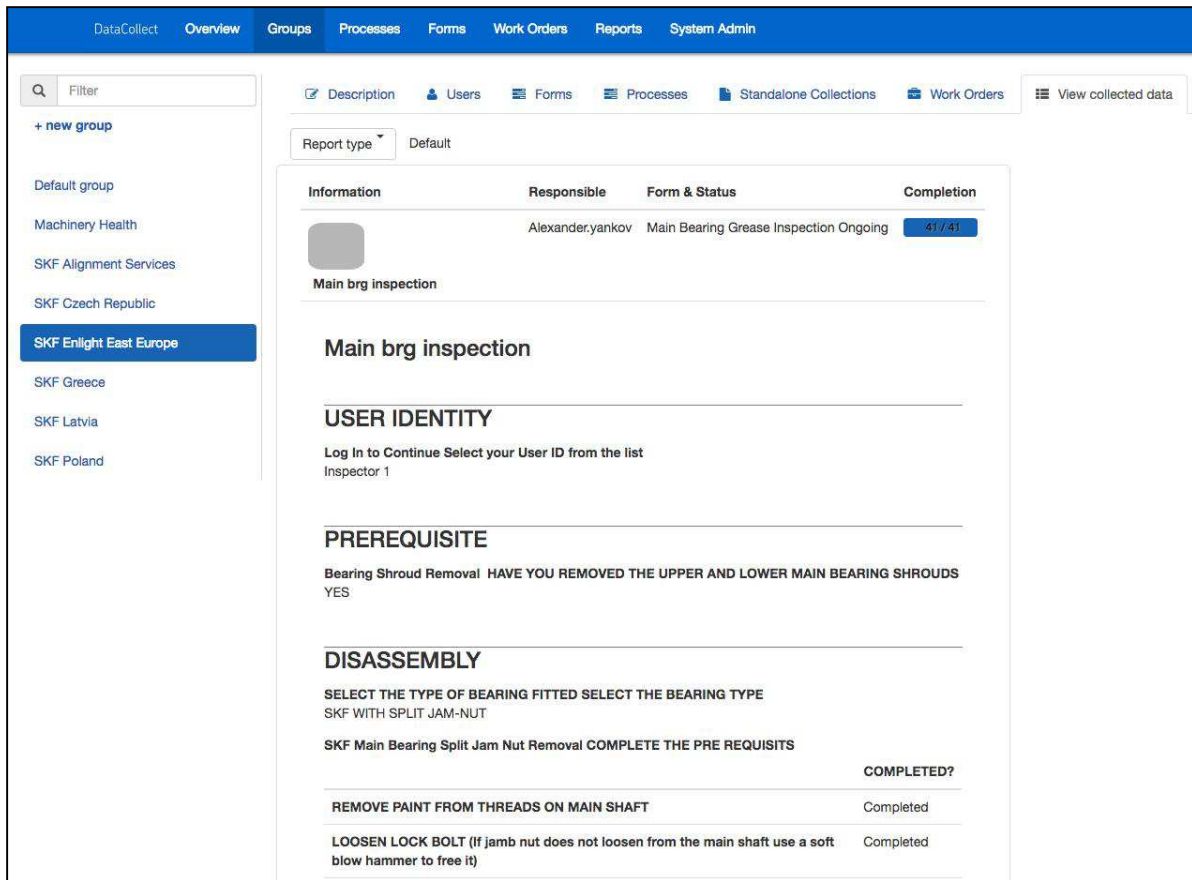 DataCollect Overview Groups Processes Forms Work Orders Reports System Admin
Filter
+ new group
Default group
Machinery Health
SKF Alignment Services
SKF Czech Republic
SKF Enlight East Europe
SKF Greece
SKF Latvia
SKF Poland
Description Users Forms Processes Standalone Collections Work Orders View collected data
Report type Default
Information Responsible Form & Status Completion
Alexander.yankov Main Bearing Grease Inspection Ongoing 41 / 41
Main brg inspection
Main brg inspection
USER IDENTITY
Log In to Continue Select your User ID from the list
Inspector 1
PREREQUISITE
Bearing Shroud Removal HAVE YOU REMOVED THE UPPER AND LOWER MAIN BEARING SHROUDS
YES
DISASSEMBLY
SELECT THE TYPE OF BEARING FITTED SELECT THE BEARING TYPE
SKF WITH SPLIT JAM-NUT
SKF Main Bearing Split Jam Nut Removal COMPLETE THE PRE REQUISITS
COMPLETED?
REMOVE PAINT FROM THREADS ON MAIN SHAFT Completed
LOOSEN LOCK BOLT (If jamb nut does not loosen from the main shaft use a soft Completed
blow hammer to free it)